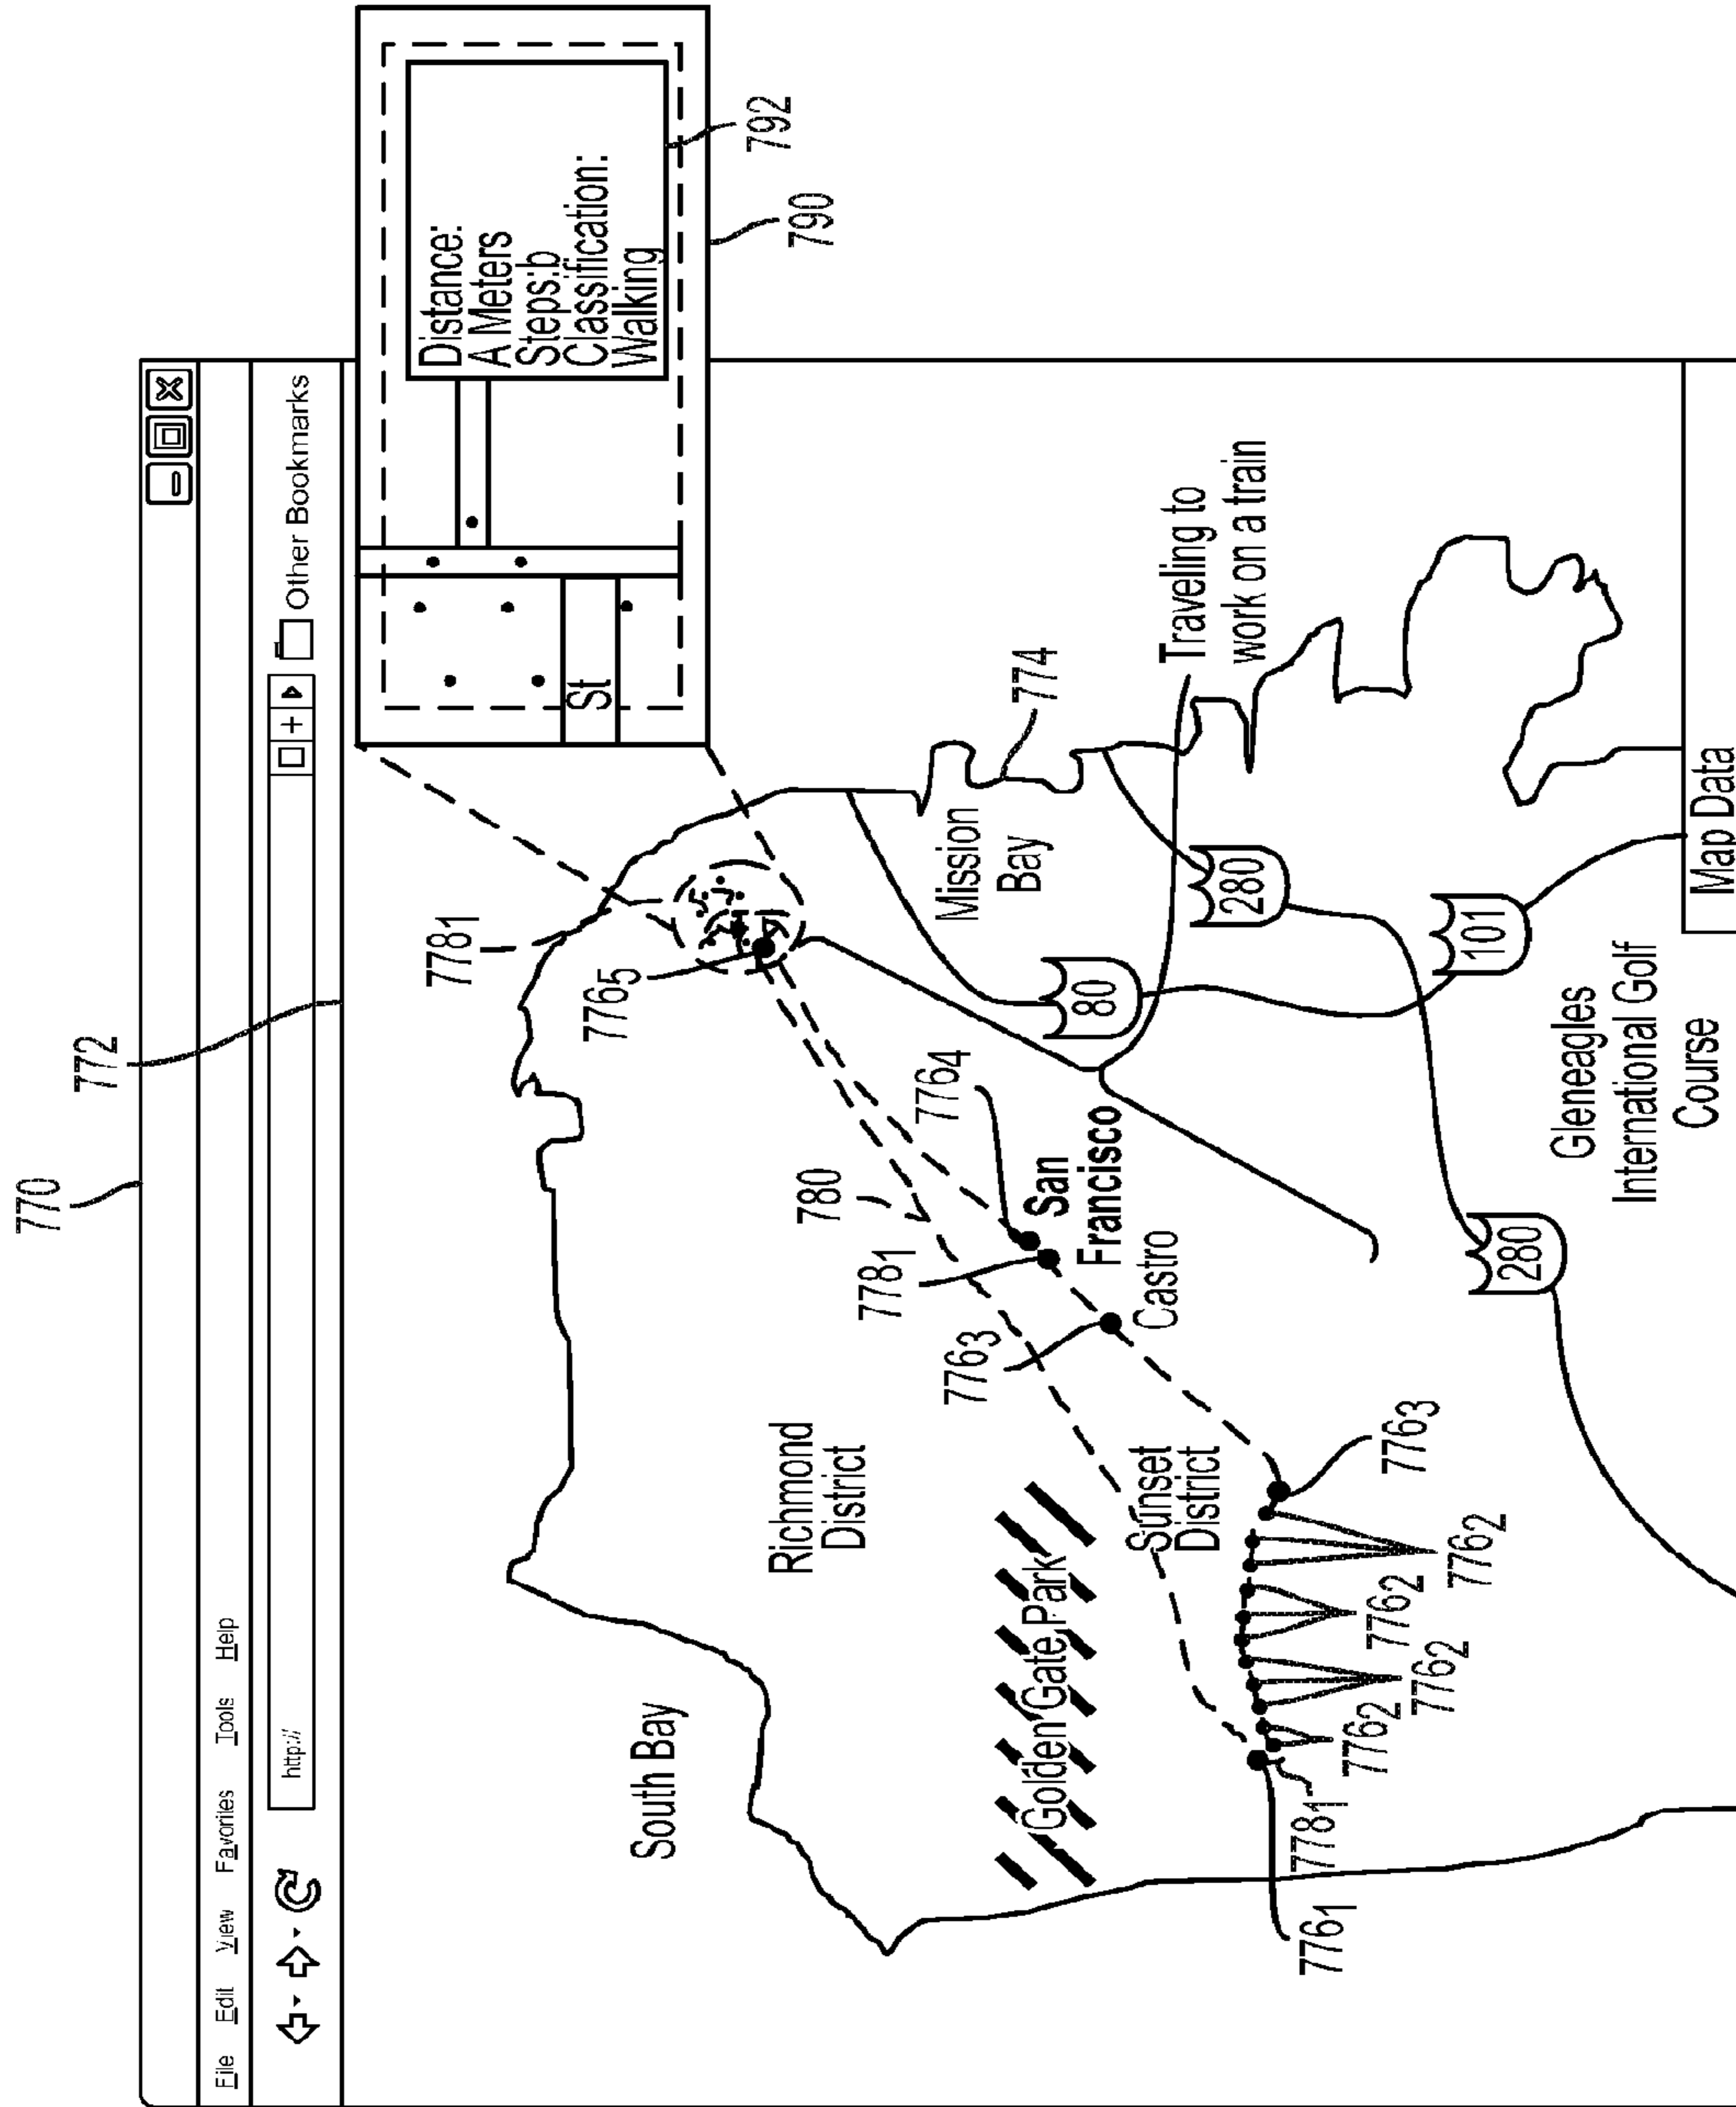 770
772
File Edit View Favorites Tools Help
http://
Other Bookmarks
South Bay
Richmond
District
Golden Gate Park
Sunset
District
San
Francisco
Castro
Mission
Bay
Traveling to
work on a train
80
280
101
280
Gleneagles
International Golf
Course
Map Data
St
Distance:
A Meters
Steps:b
Classification:
Walking
792
790
774
778₁
776₅
776₄
780
778₁
776₃
776₃
776₂
776₂
776₂
776₂
778₁
776₁